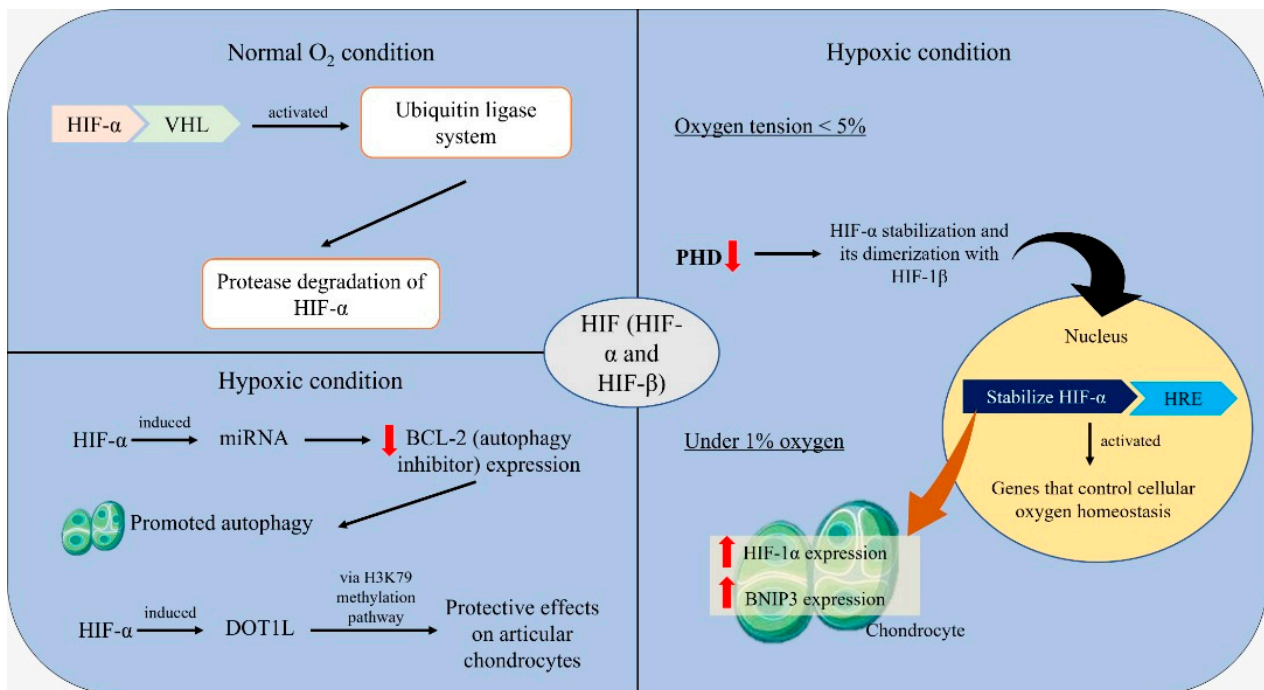 Normal O₂ condition
HIF-α
VHL
activated
Ubiquitin ligase
system
Protease degradation of
HIF-α
Hypoxic condition
HIF-α
induced
miRNA
BCL-2 (autophagy
inhibitor) expression
Promoted autophagy
HIF-α
induced
DOT1L
via H3K79
methylation
pathway
Protective effects
on articular
chondrocytes
HIF (HIF-
α and
HIF-β)
Hypoxic condition
Oxygen tension < 5%
PHD
HIF-α stabilization and
its dimerization with
HIF-1β
Nucleus
Stabilize HIF-α
HRE
activated
Genes that control cellular
oxygen homeostasis
Under 1% oxygen
HIF-1α expression
BNIP3 expression
Chondrocyte